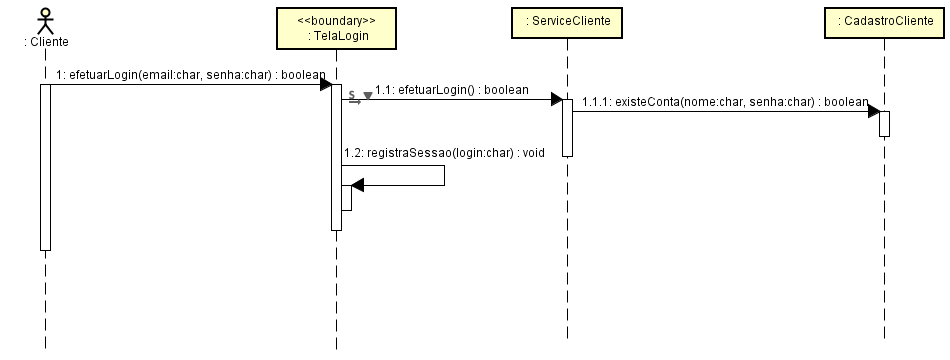 : Cliente
<<boundary>>
: TelaLogin
: ServiceCliente
: CadastroCliente
1: efetuarLogin(email:char, senha:char) : boolean
S
1.1: efetuarLogin() : boolean
1.1.1: existeConta(nome:char, senha:char) : boolean
1.2: registraSessao(login:char) : void